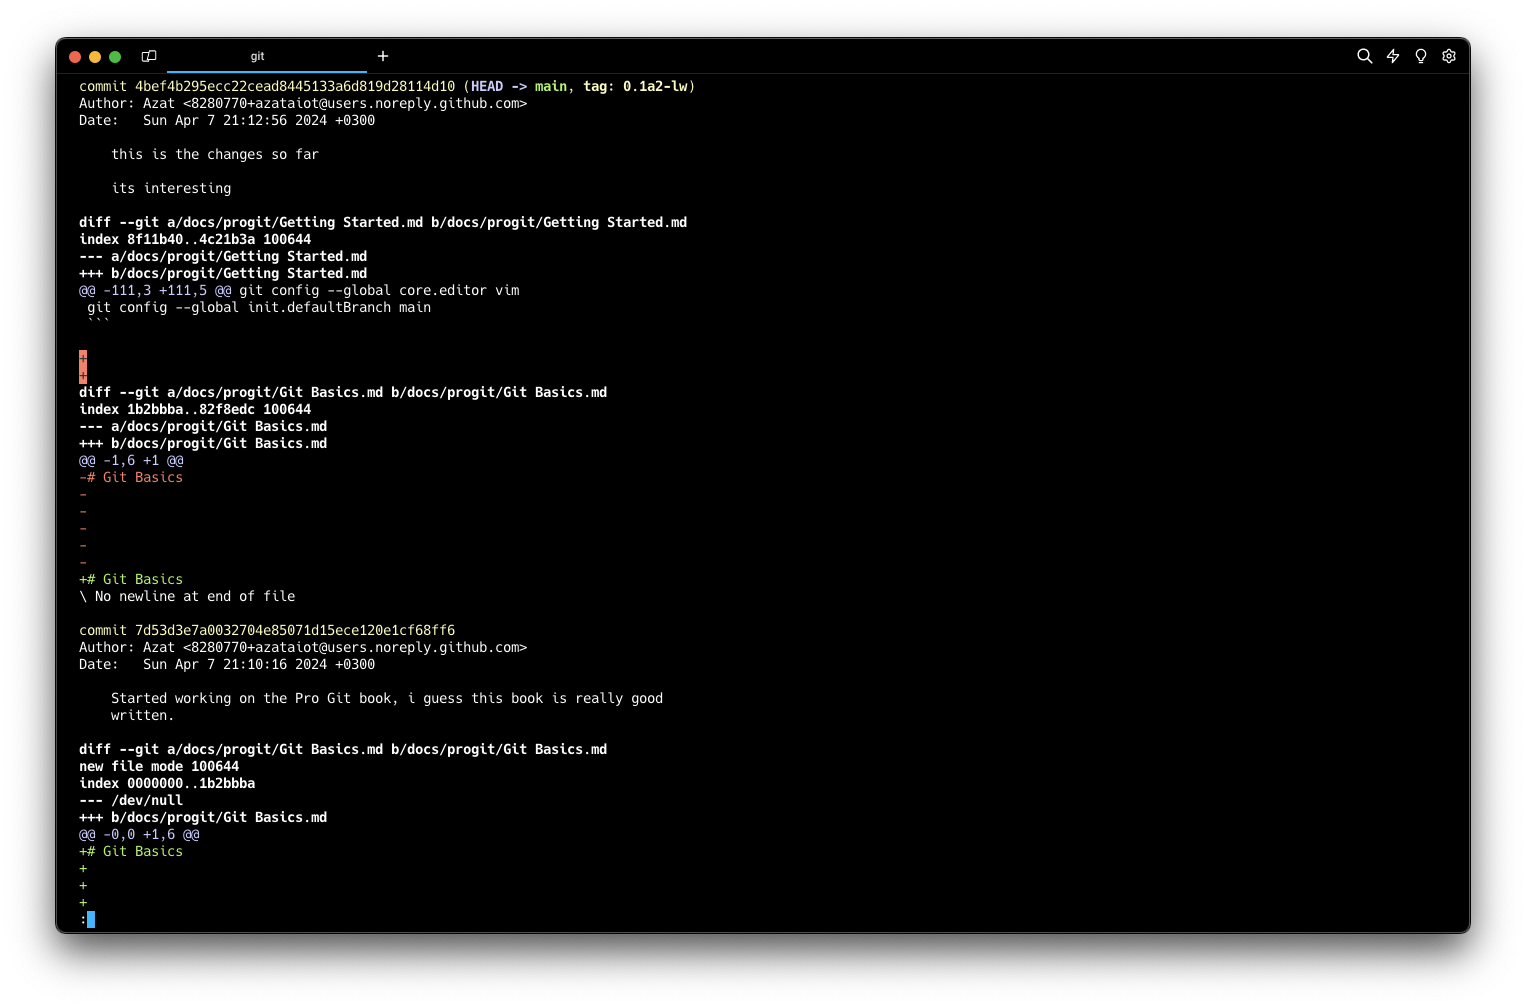 git
+
commit 4bef4b295ecc22cead8445133a6d819d28114d10 (HEAD -> main, tag: 0.1a2-lw)
Author: Azat <8280770+azataiot@users.noreply.github.com>
Date:   Sun Apr 7 21:12:56 2024 +0300
    this is the changes so far
    its interesting
diff --git a/docs/progit/Getting Started.md b/docs/progit/Getting Started.md
index 8f11b40..4c21b3a 100644
--- a/docs/progit/Getting Started.md
+++ b/docs/progit/Getting Started.md
@@ -111,3 +111,5 @@ git config --global core.editor vim
 git config --global init.defaultBranch main
 ```
+
+
diff --git a/docs/progit/Git Basics.md b/docs/progit/Git Basics.md
index 1b2bbba..82f8edc 100644
--- a/docs/progit/Git Basics.md
+++ b/docs/progit/Git Basics.md
@@ -1,6 +1 @@
-# Git Basics
-
-
-
-
-
+# Git Basics
\ No newline at end of file
commit 7d53d3e7a0032704e85071d15ece120e1cf68ff6
Author: Azat <8280770+azataiot@users.noreply.github.com>
Date:   Sun Apr 7 21:10:16 2024 +0300
    Started working on the Pro Git book, i guess this book is really good
    written.
diff --git a/docs/progit/Git Basics.md b/docs/progit/Git Basics.md
new file mode 100644
index 0000000..1b2bbba
--- /dev/null
+++ b/docs/progit/Git Basics.md
@@ -0,0 +1,6 @@
+# Git Basics
+
+
+
: